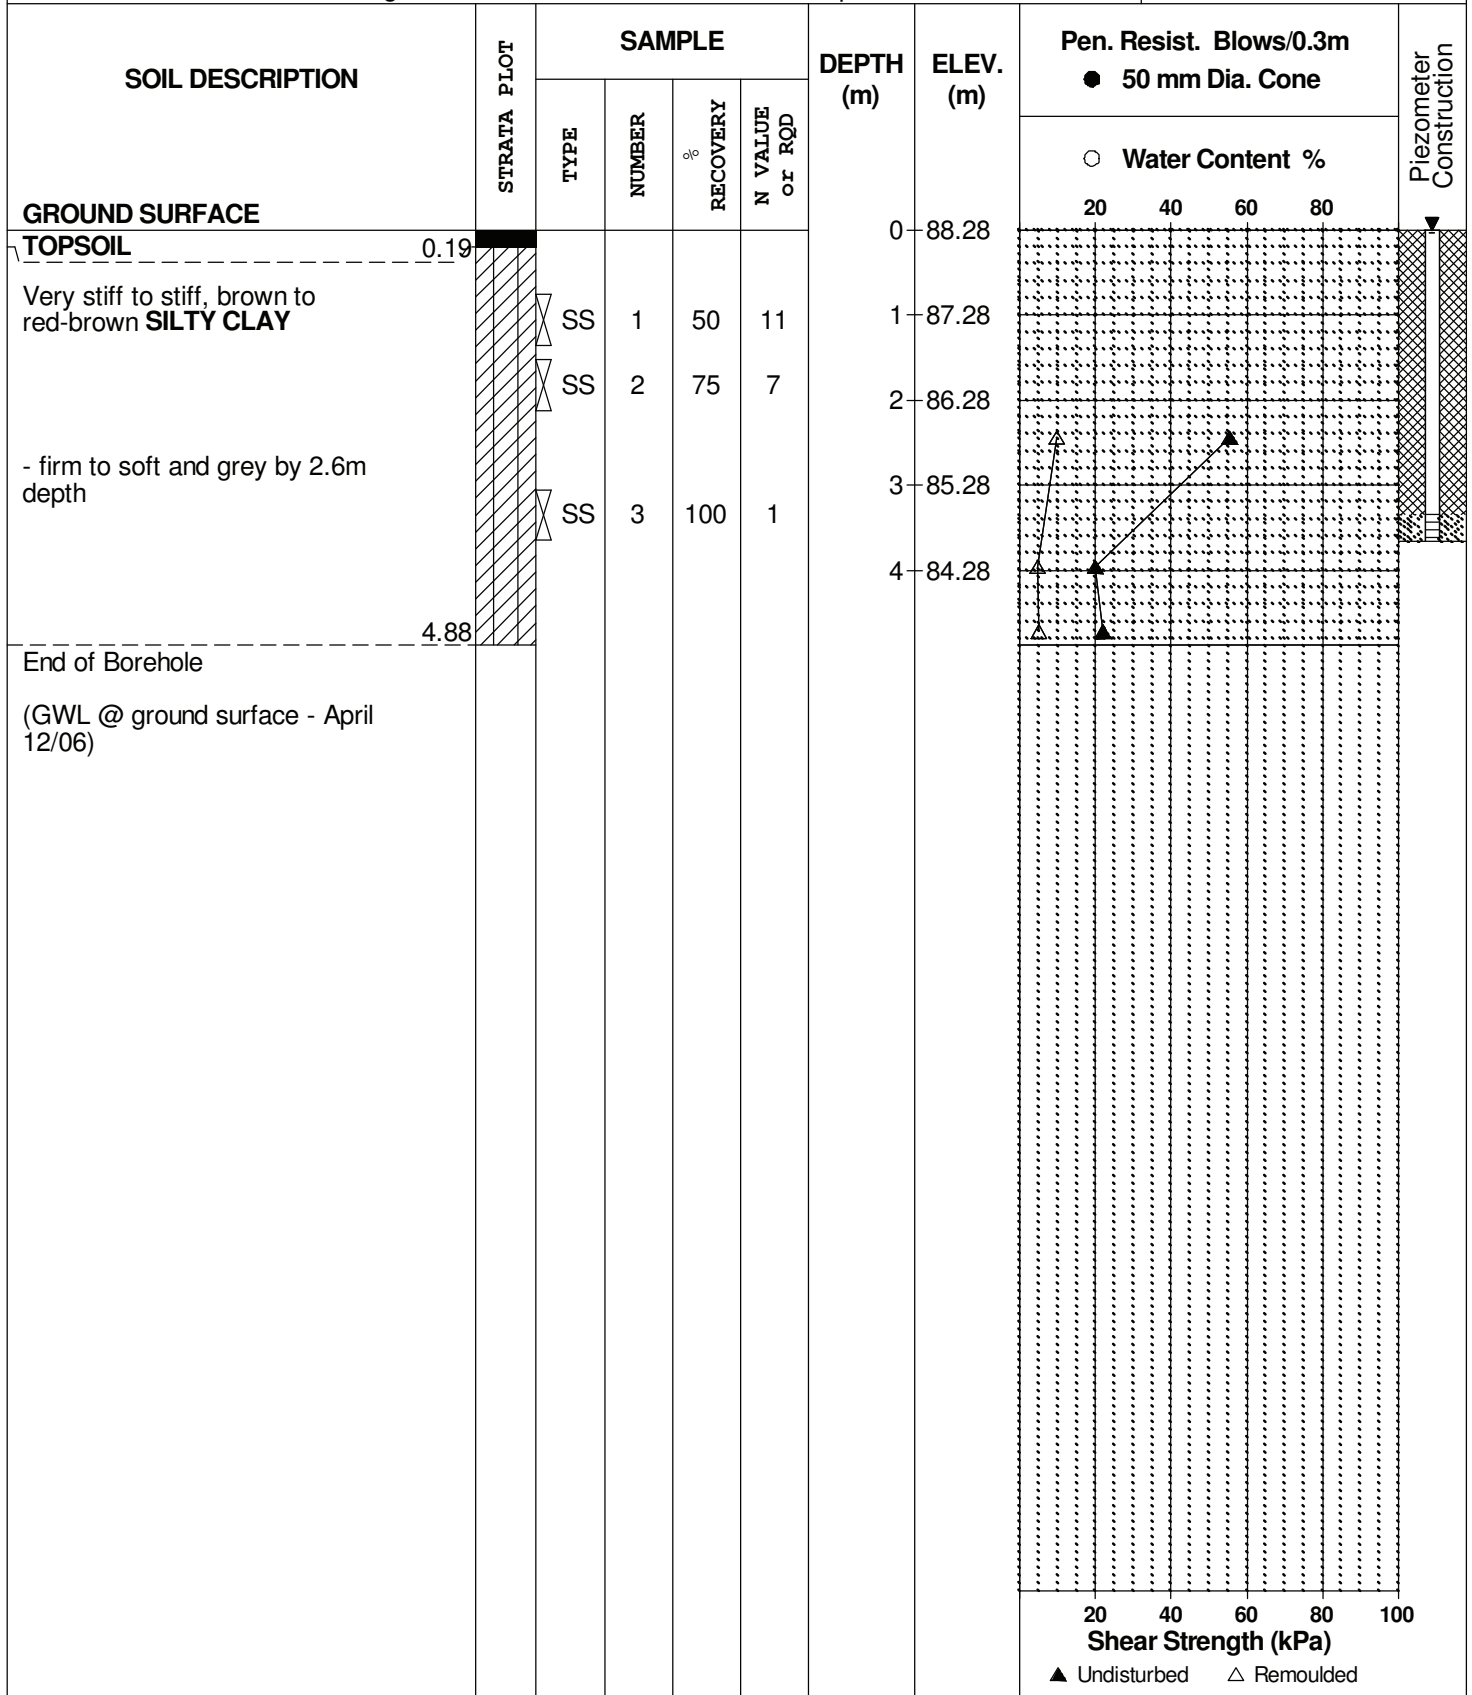 SOIL DESCRIPTION
STRATA PLOT
SAMPLE
TYPE
NUMBER
% RECOVERY
N VALUE or RQD
DEPTH (m)
ELEV. (m)
Pen. Resist. Blows/0.3m
● 50 mm Dia. Cone
○ Water Content %
20 40 60 80
Piezometer Construction
GROUND SURFACE
0 88.28
TOPSOIL 0.19
Very stiff to stiff, brown to
red-brown SILTY CLAY
SS 1 50 11
1 87.28
SS 2 75 7
2 86.28
- firm to soft and grey by 2.6m
depth
3 85.28
SS 3 100 1
4 84.28
4.88
End of Borehole
(GWL @ ground surface - April
12/06)
20 40 60 80 100
Shear Strength (kPa)
▲ Undisturbed △ Remoulded